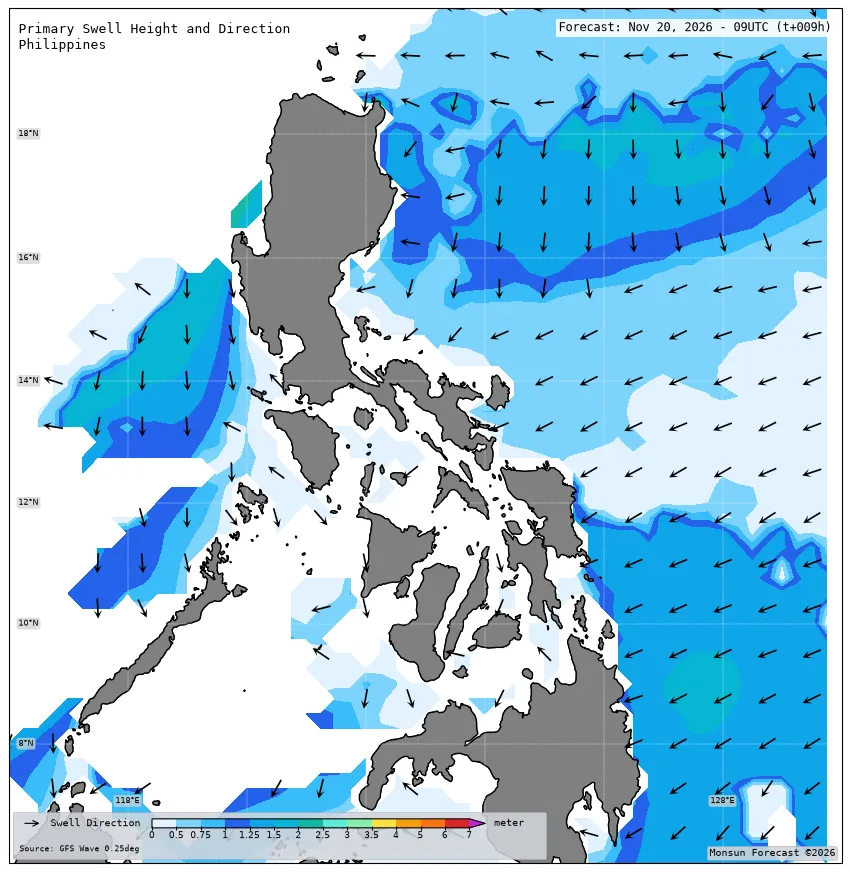 Primary Swell Height and Direction
Philippines
Forecast: Nov 20, 2026 - 09UTC (t+009h)
18°N
16°N
14°N
12°N
10°N
8°N
118°E
128°E
Swell Direction
meter
0 0.5 0.75 1 1.25 1.5 2 2.5 3 3.5 4 5 6 7
Source: GFS Wave 0.25deg
Monsun Forecast ©2026